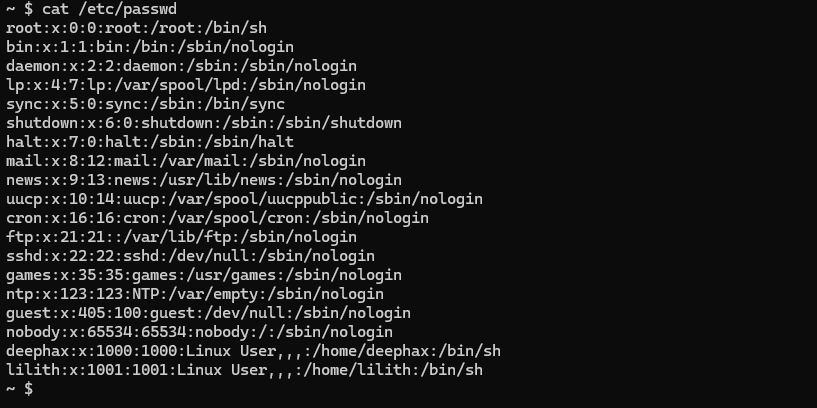 ~ $ cat /etc/passwd
root:x:0:0:root:/root:/bin/sh
bin:x:1:1:bin:/bin:/sbin/nologin
daemon:x:2:2:daemon:/sbin:/sbin/nologin
lp:x:4:7:lp:/var/spool/lpd:/sbin/nologin
sync:x:5:0:sync:/sbin:/bin/sync
shutdown:x:6:0:shutdown:/sbin:/sbin/shutdown
halt:x:7:0:halt:/sbin:/sbin/halt
mail:x:8:12:mail:/var/mail:/sbin/nologin
news:x:9:13:news:/usr/lib/news:/sbin/nologin
uucp:x:10:14:uucp:/var/spool/uucppublic:/sbin/nologin
cron:x:16:16:cron:/var/spool/cron:/sbin/nologin
ftp:x:21:21::/var/lib/ftp:/sbin/nologin
sshd:x:22:22:sshd:/dev/null:/sbin/nologin
games:x:35:35:games:/usr/games:/sbin/nologin
ntp:x:123:123:NTP:/var/empty:/sbin/nologin
guest:x:405:100:guest:/dev/null:/sbin/nologin
nobody:x:65534:65534:nobody:/:/sbin/nologin
deephax:x:1000:1000:Linux User,,,:/home/deephax:/bin/sh
lilith:x:1001:1001:Linux User,,,:/home/lilith:/bin/sh
~ $